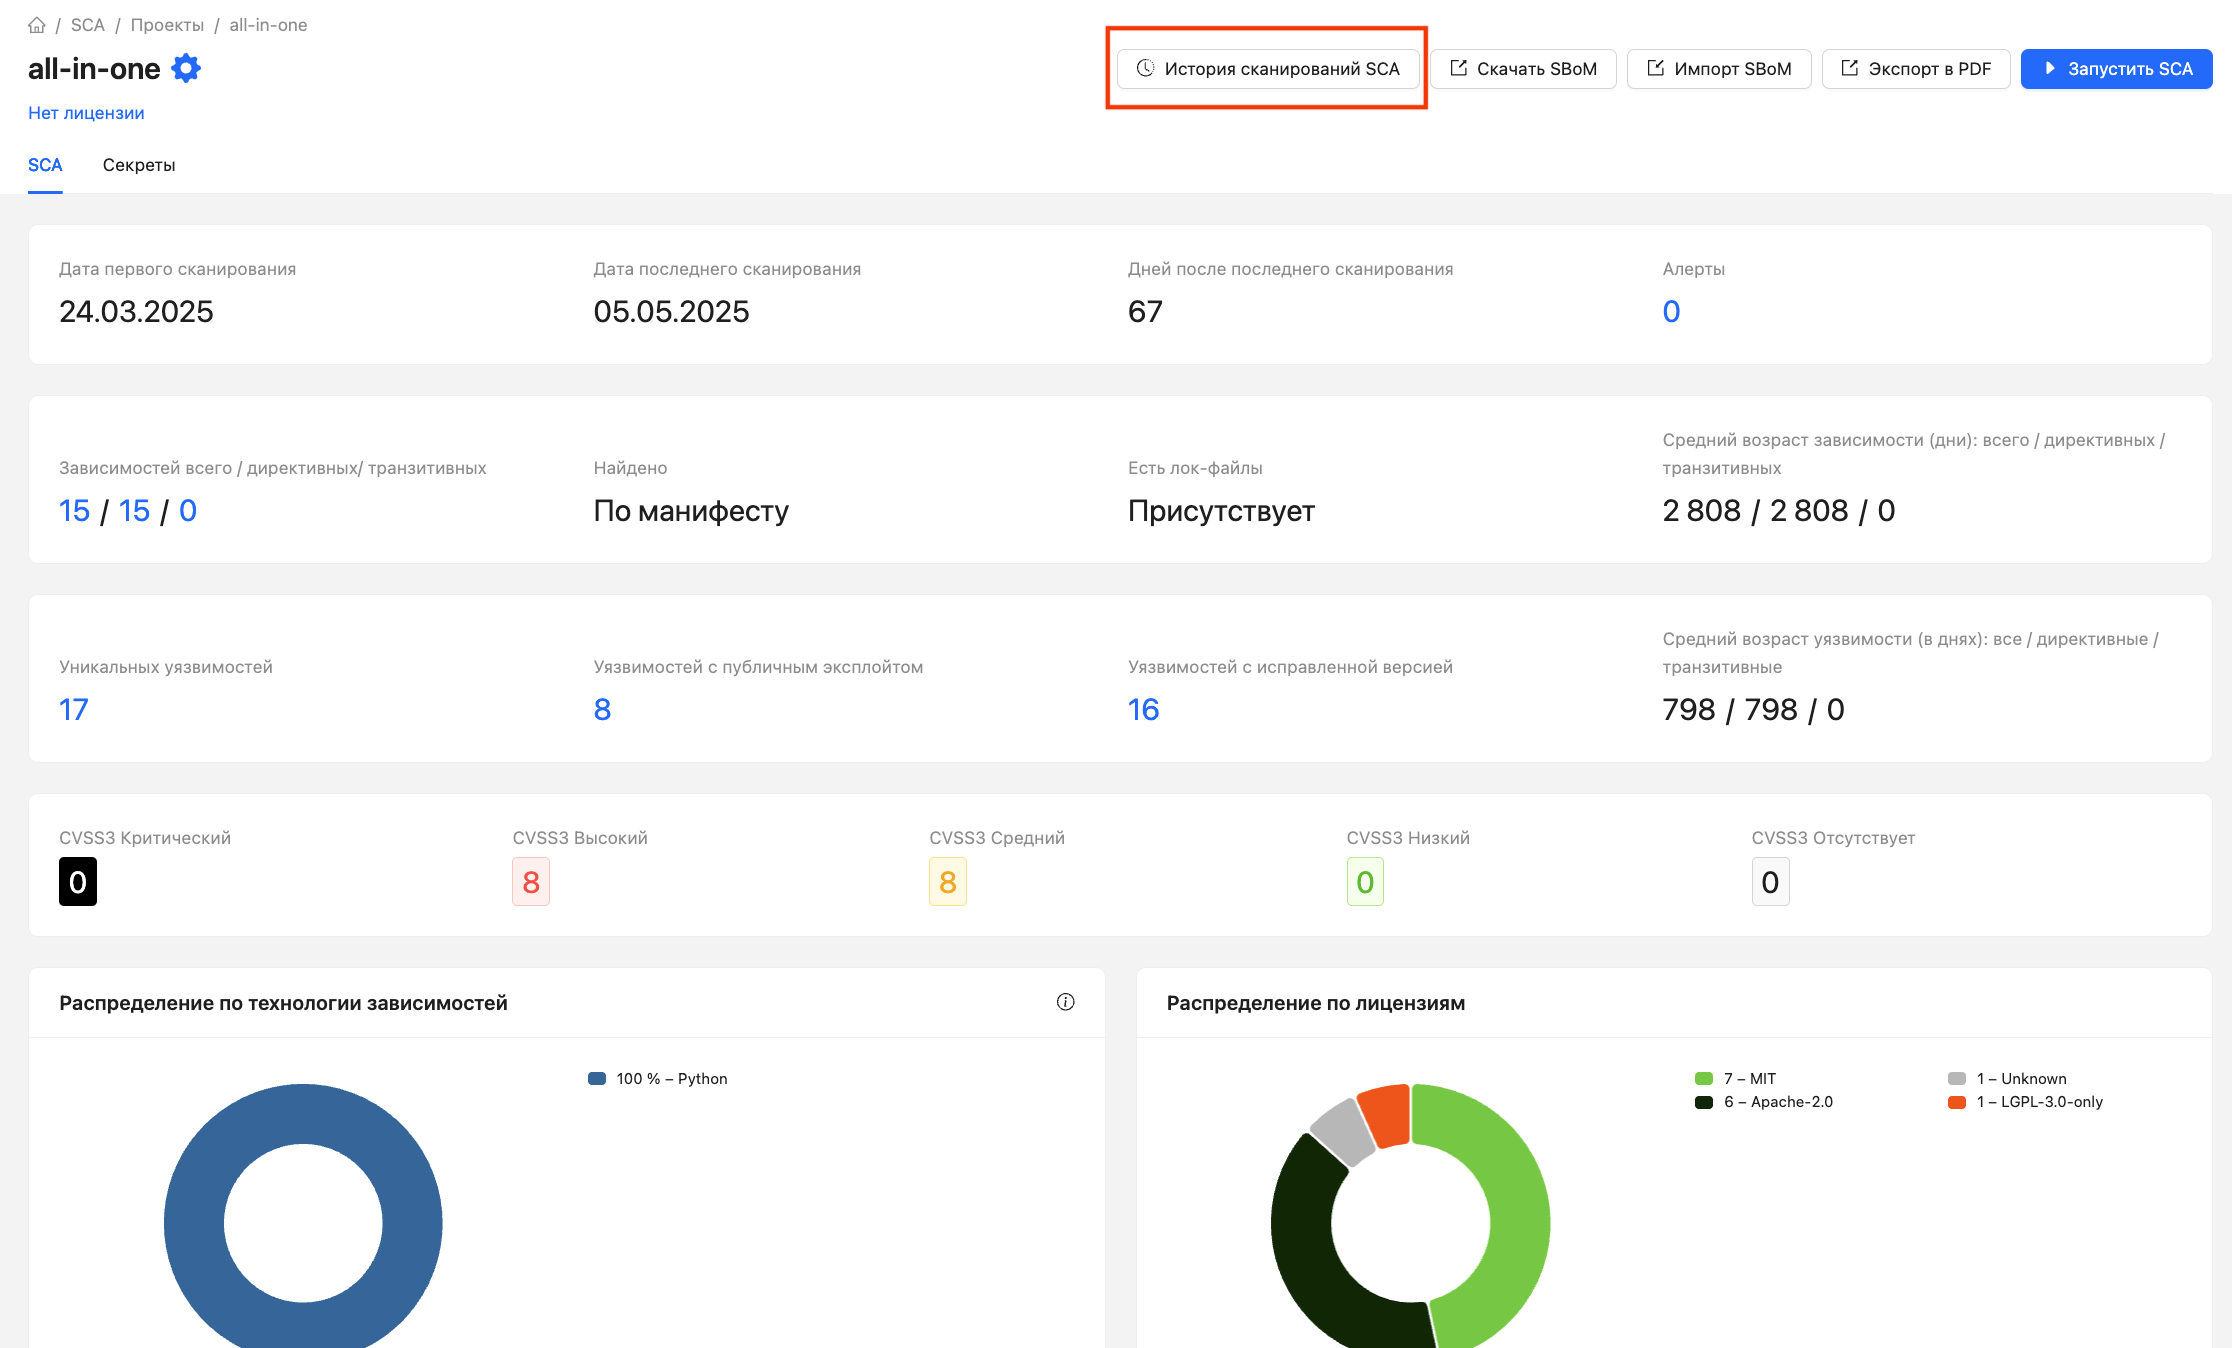 / SCA / Проекты / all-in-one
all-in-one
История сканирований SCA
Скачать SBoM
Импорт SBoM
Экспорт в PDF
Запустить SCA
Нет лицензии
SCA
Секреты
Дата первого сканирования
24.03.2025
Дата последнего сканирования
05.05.2025
Дней после последнего сканирования
67
Алерты
0
Зависимостей всего / директивных/ транзитивных
15 / 15 / 0
Найдено
По манифесту
Есть лок-файлы
Присутствует
Средний возраст зависимости (дни): всего / директивных /
транзитивных
2 808 / 2 808 / 0
Уникальных уязвимостей
17
Уязвимостей с публичным эксплойтом
8
Уязвимостей с исправленной версией
16
Средний возраст уязвимости (в днях): все / директивные /
транзитивные
798 / 798 / 0
CVSS3 Критический
0
CVSS3 Высокий
8
CVSS3 Средний
8
CVSS3 Низкий
0
CVSS3 Отсутствует
0
Распределение по технологии зависимостей
100 % – Python
Распределение по лицензиям
7 – MIT
6 – Apache-2.0
1 – Unknown
1 – LGPL-3.0-only